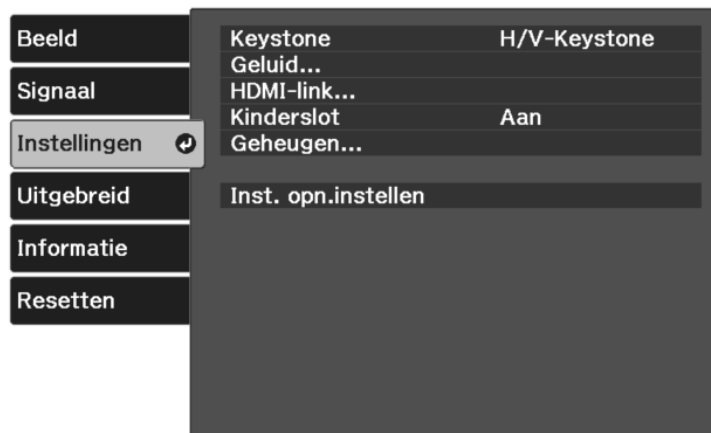 Beeld
Signaal
Instellingen
Uitgebreid
Informatie
Resetten
Keystone H/V-Keystone
Geluid...
HDMI-link...
Kinderslot Aan
Geheugen...
Inst. opn.instellen